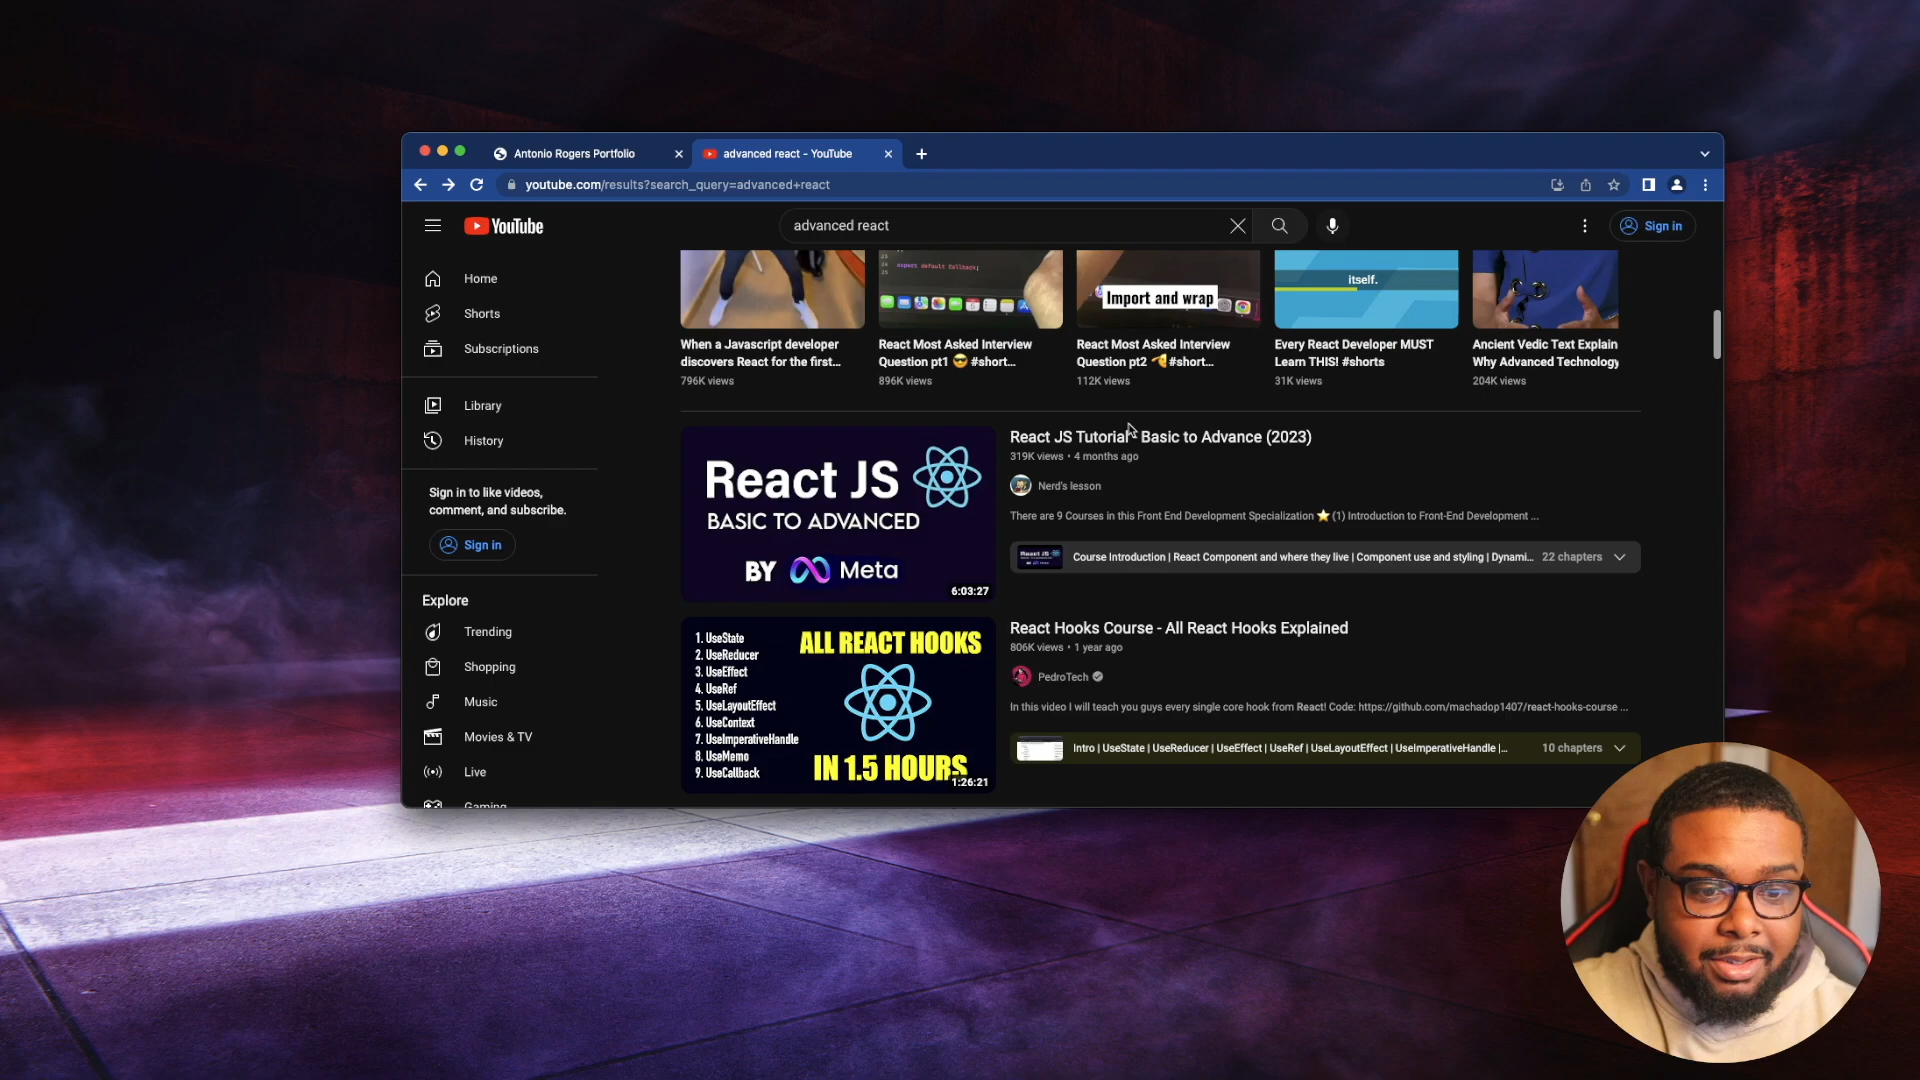 Antonio Rogers Portfolio
advanced react - YouTube
youtube.com/results?search_query=advanced+react
YouTube
advanced react
Sign in
Home
Shorts
Subscriptions
Library
History
Sign in to like videos,
comment, and subscribe.
Sign in
Explore
Trending
Shopping
Music
Movies & TV
Live
Gaming
export default Callback;
Import and wrap
itself.
When a Javascript developer
discovers React for the first...
796K views
React Most Asked Interview
Question pt1 😎 #short...
896K views
React Most Asked Interview
Question pt2 🫡 #short...
112K views
Every React Developer MUST
Learn THIS! #shorts
31K views
Ancient Vedic Text Explain
Why Advanced Technology
204K views
React JS
BASIC TO ADVANCED
BY Meta
6:03:27
React JS Tutorial Basic to Advance (2023)
319K views • 4 months ago
Nerd's lesson
There are 9 Courses in this Front End Development Specialization ⭐ (1) Introduction to Front-End Development ...
Course Introduction | React Component and where they live | Component use and styling | Dynami... 22 chapters
1. UseState
2. UseReducer
3. UseEffect
4. UseRef
5. UseLayoutEffect
6. UseContext
7. UseImperativeHandle
8. UseMemo
9. UseCallback
ALL REACT HOOKS
IN 1.5 HOURS
1:26:21
React Hooks Course - All React Hooks Explained
806K views • 1 year ago
PedroTech
In this video I will teach you guys every single core hook from React! Code: https://github.com/machadop1407/react-hooks-course ...
Intro | UseState | UseReducer | UseEffect | UseRef | UseLayoutEffect | UseImperativeHandle |... 10 chapters